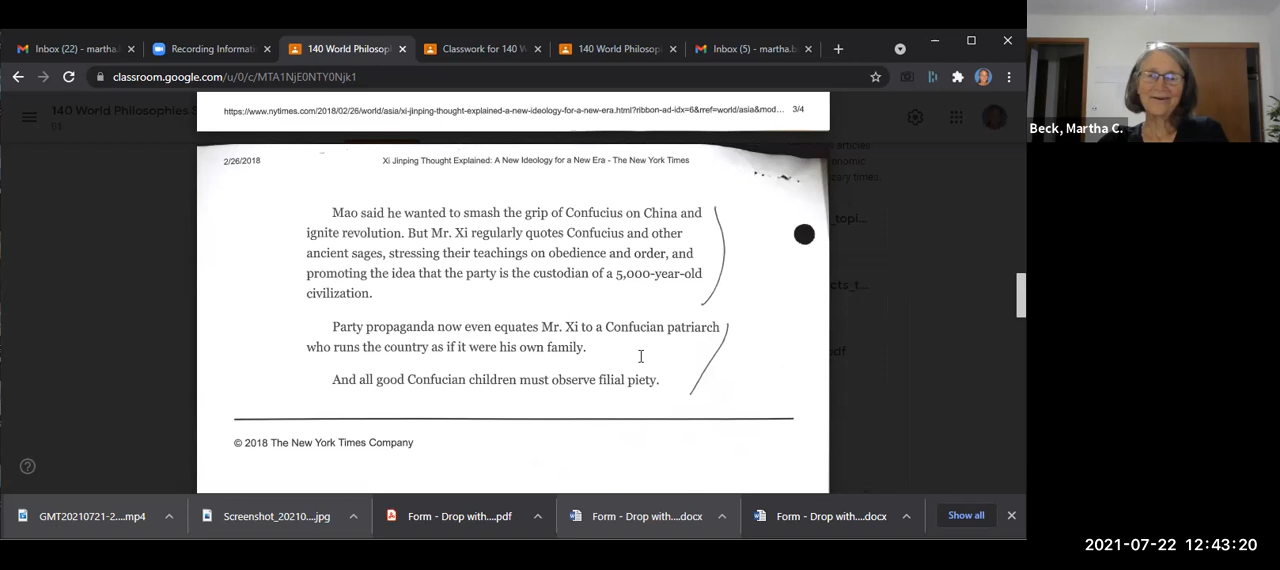 Inbox (22) - martha.b
Recording Informati
140 World Philosop
Classwork for 140 W
140 World Philosop
Inbox (5) - martha.b
classroom.google.com/u/0/c/MTA1NjE0NTY0Njk1
140 World Philosophies S
https://www.nytimes.com/2018/02/26/world/asia/xi-jinping-thought-explained-a-new-ideology-for-a-new-era.html?ribbon-ad-idx=6&rref=world/asia&mod... 3/4
Beck, Martha C.
articles
onomic
ary times.
2/26/2018 Xi Jinping Thought Explained: A New Ideology for a New Era - The New York Times
Mao said he wanted to smash the grip of Confucius on China and
ignite revolution. But Mr. Xi regularly quotes Confucius and other
ancient sages, stressing their teachings on obedience and order, and
promoting the idea that the party is the custodian of a 5,000-year-old
civilization.
Party propaganda now even equates Mr. Xi to a Confucian patriarch
who runs the country as if it were his own family.
And all good Confucian children must observe filial piety.
© 2018 The New York Times Company
_topi...
cts_t...
df
GMT20210721-2....mp4
Screenshot_20210....jpg
Form - Drop with....pdf
Form - Drop with....docx
Form - Drop with....docx
Show all
2021-07-22 12:43:20